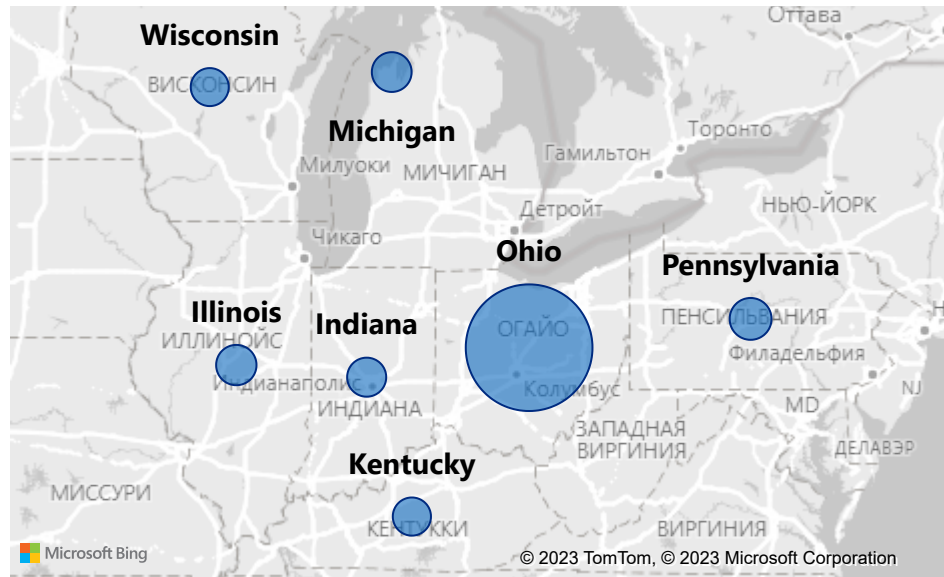 Оттава
Wisconsin
ВИСКОНСИН
Michigan
Торонто
Гамильтон
Милуоки
МИЧИГАН
НЬЮ-ЙОРК
Детройт
Чикаго
Ohio
Pennsylvania
Illinois
Indiana
ИЛЛИНОЙС
ОГАЙО
ПЕНСИЛЬВАНИЯ
Филадельфия
Индианаполис
Колумбус
NJ
ИНДИАНА
MD
ЗАПАДНАЯ
ВИРГИНИЯ
ДЕЛАВЭР
Kentucky
МИССУРИ
КЕНТУККИ
ВИРГИНИЯ
Microsoft Bing
© 2023 TomTom, © 2023 Microsoft Corporation